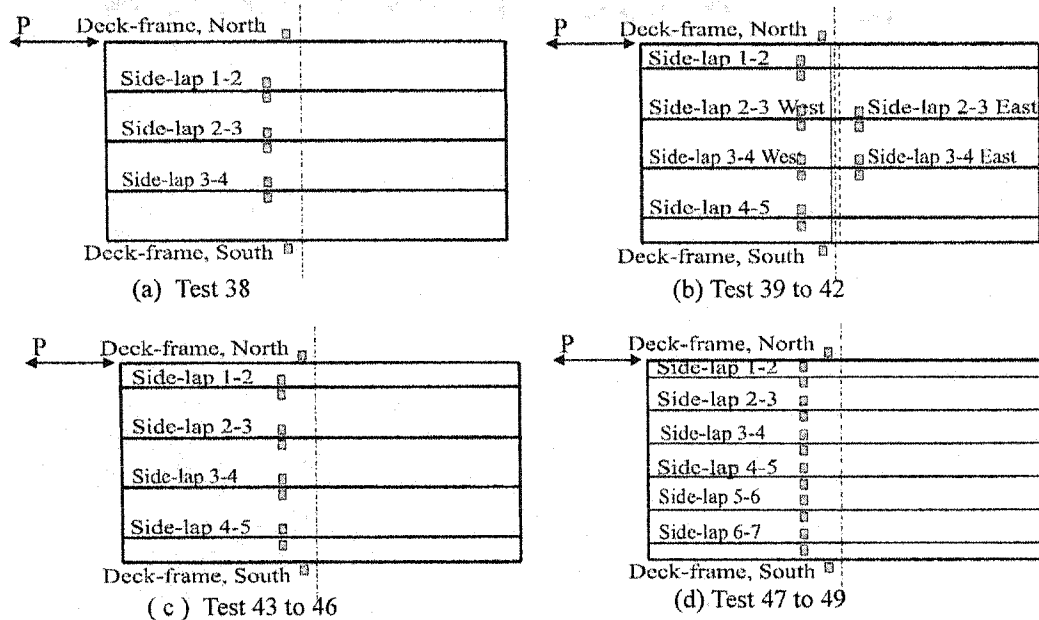 P
Deck-frame, North
Side-lap 1-2
Side-lap 2-3
Side-lap 3-4
Deck-frame, South
(a) Test 38
P
Deck-frame, North
Side-lap 1-2
Side-lap 2-3 West
Side-lap 2-3 East
Side-lap 3-4 West
Side-lap 3-4 East
Side-lap 4-5
Deck-frame, South
(b) Test 39 to 42
P
Deck-frame, North
Side-lap 1-2
Side-lap 2-3
Side-lap 3-4
Side-lap 4-5
Deck-frame, South
( c ) Test 43 to 46
P
Deck-frame, North
Side-lap 1-2
Side-lap 2-3
Side-lap 3-4
Side-lap 4-5
Side-lap 5-6
Side-lap 6-7
Deck-frame, South
(d) Test 47 to 49